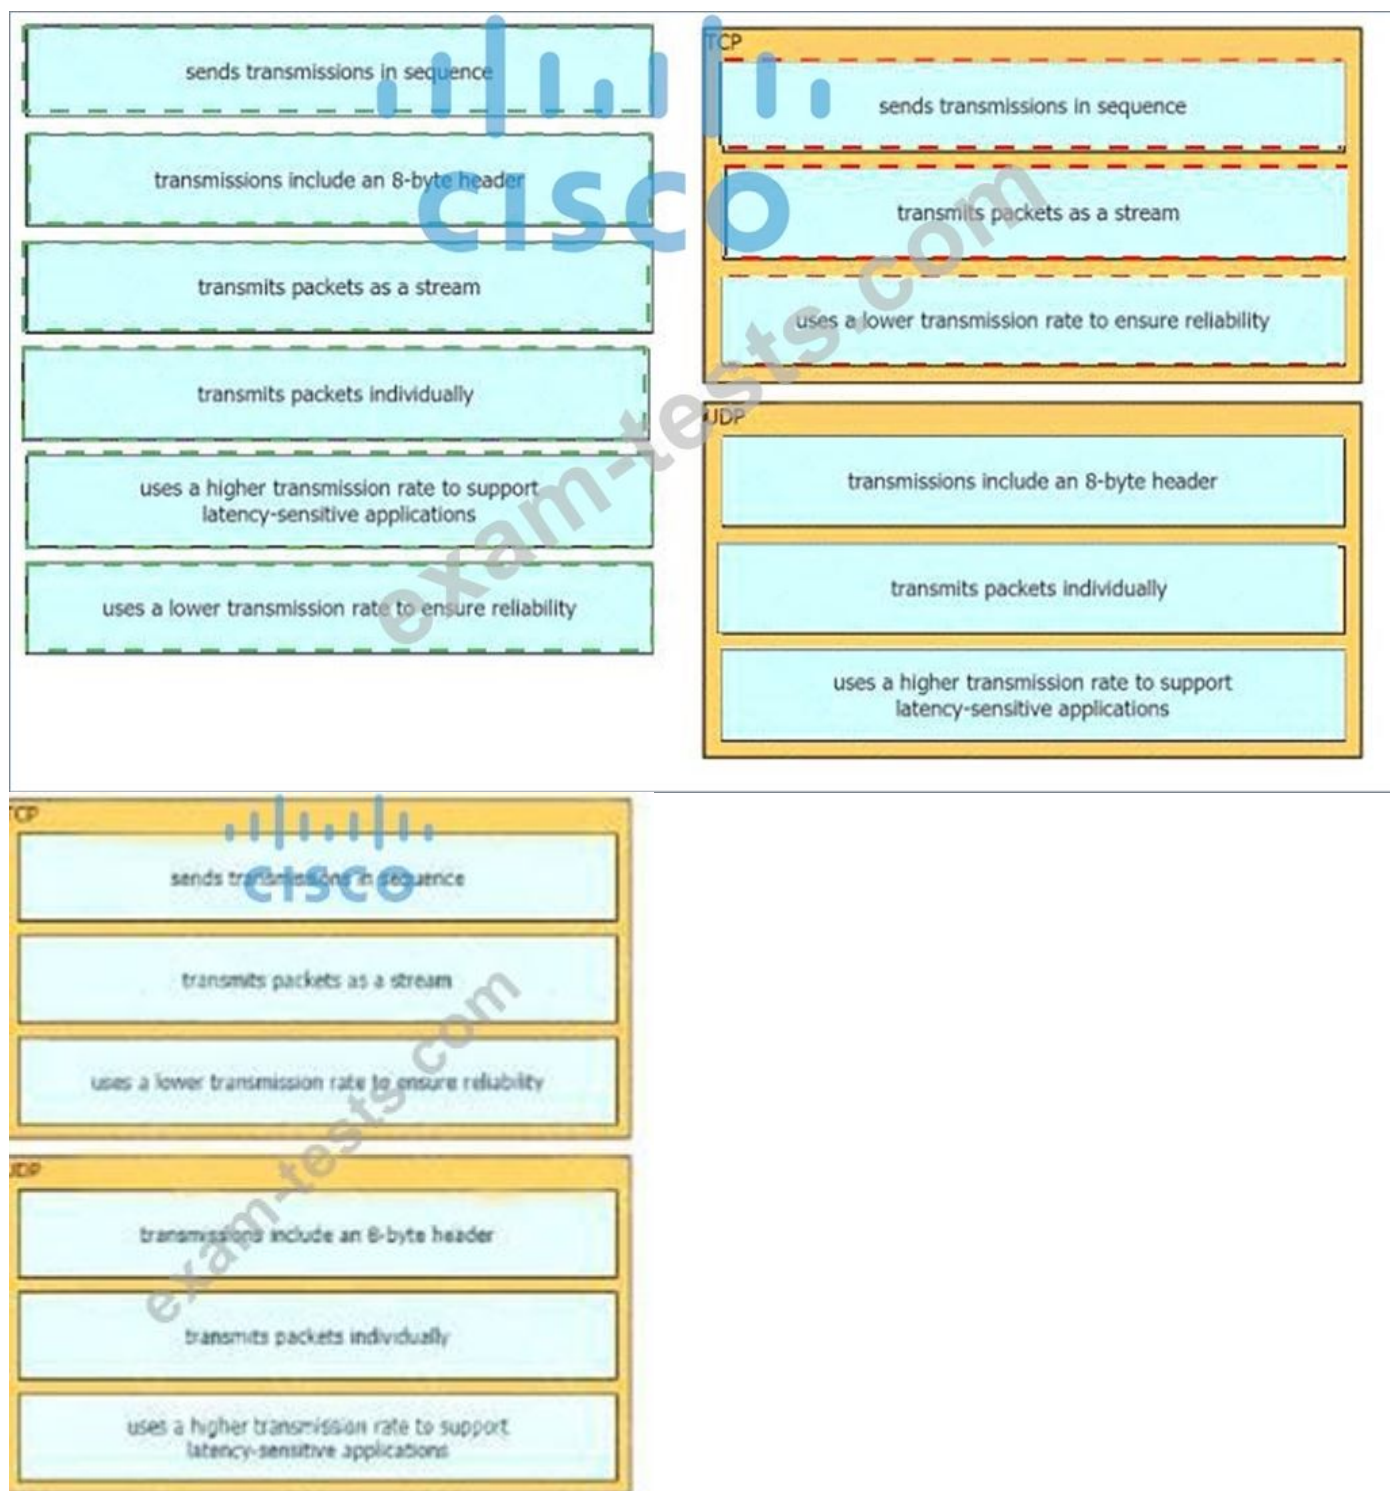 sends transmissions in sequence
transmissions include an 8-byte header
transmits packets as a stream
transmits packets individually
uses a higher transmission rate to support
latency-sensitive applications
uses a lower transmission rate to ensure reliability
TCP
sends transmissions in sequence
transmits packets as a stream
uses a lower transmission rate to ensure reliability
UDP
transmissions include an 8-byte header
transmits packets individually
uses a higher transmission rate to support
latency-sensitive applications
CISCO
exam-tests.com
TCP
sends transmissions in sequence
transmits packets as a stream
uses a lower transmission rate to ensure reliability
UDP
transmissions include an 8-byte header
transmits packets individually
uses a higher transmission rate to support
latency-sensitive applications
CISCO
exam-tests.com